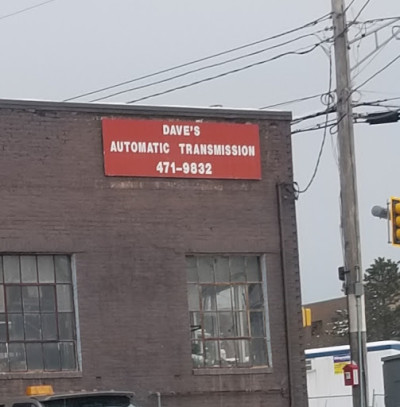 DAVE'S
AUTOMATIC TRANSMISSION
471-9832